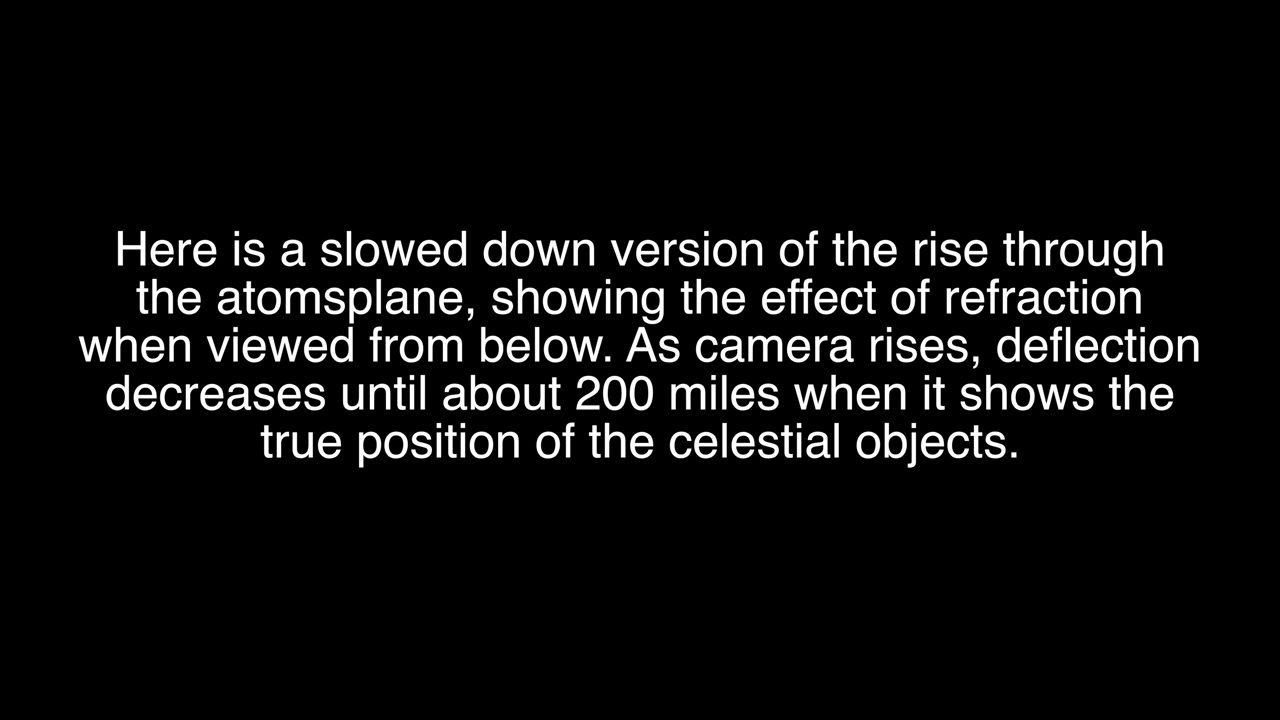 Here is a slowed down version of the rise through
the atomsplane, showing the effect of refraction
when viewed from below. As camera rises, deflection
decreases until about 200 miles when it shows the
true position of the celestial objects.